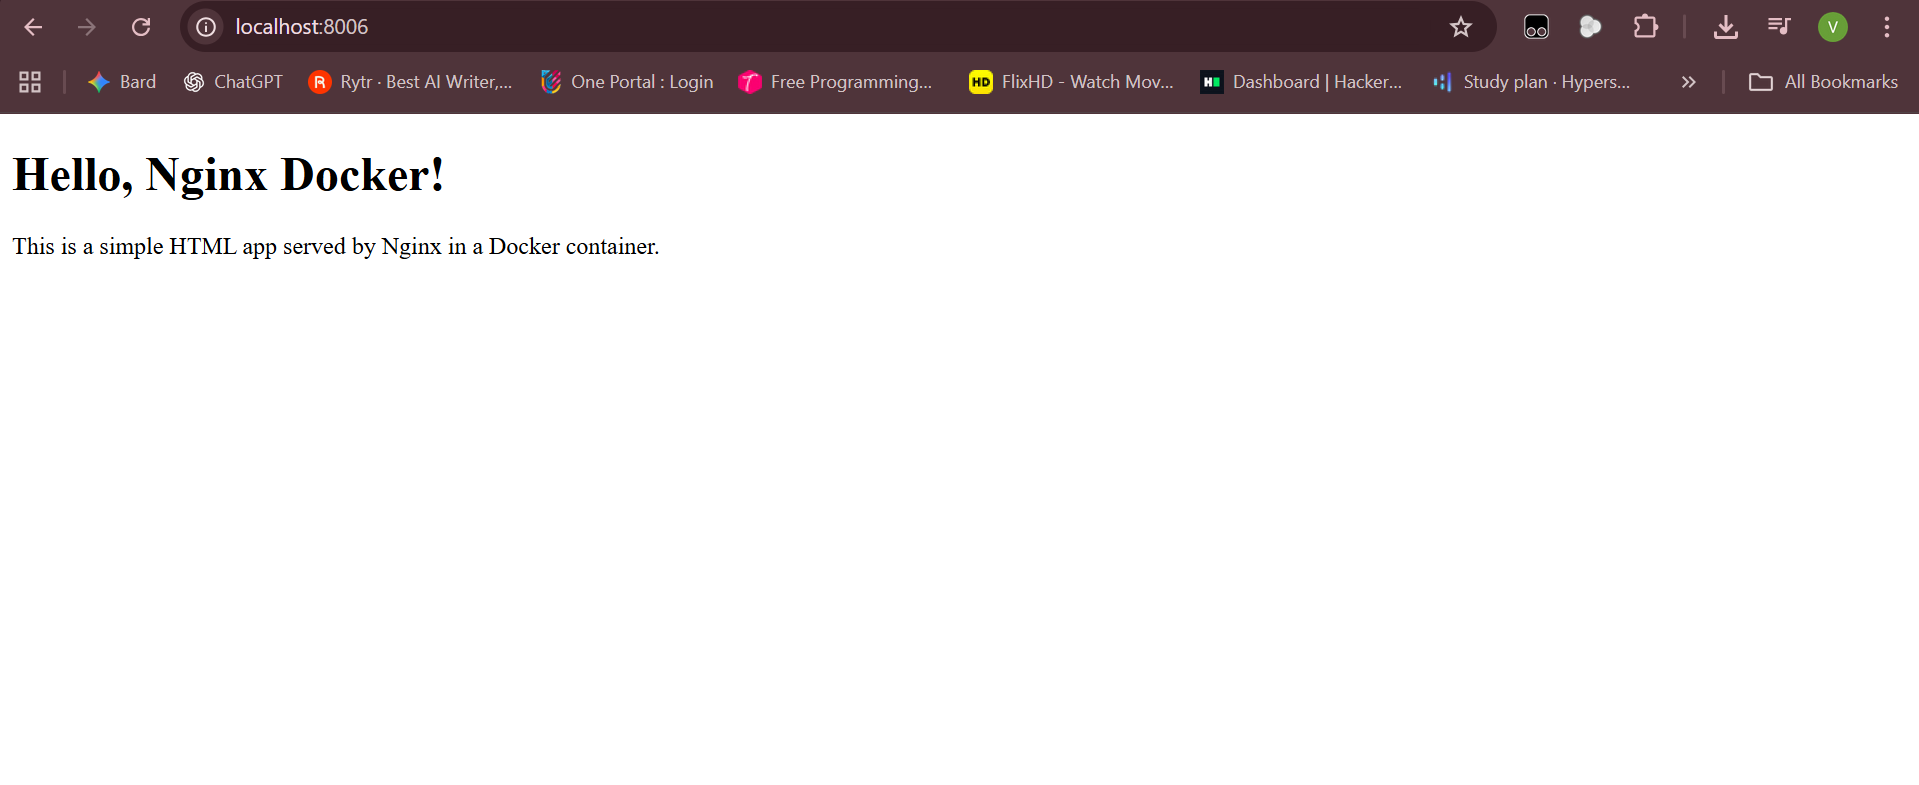 localhost:8006
V
Bard
ChatGPT
R Rytr · Best AI Writer,...
One Portal : Login
T Free Programming...
HD FlixHD - Watch Mov...
H Dashboard | Hacker...
Study plan · Hypers...
All Bookmarks
Hello, Nginx Docker!
This is a simple HTML app served by Nginx in a Docker container.